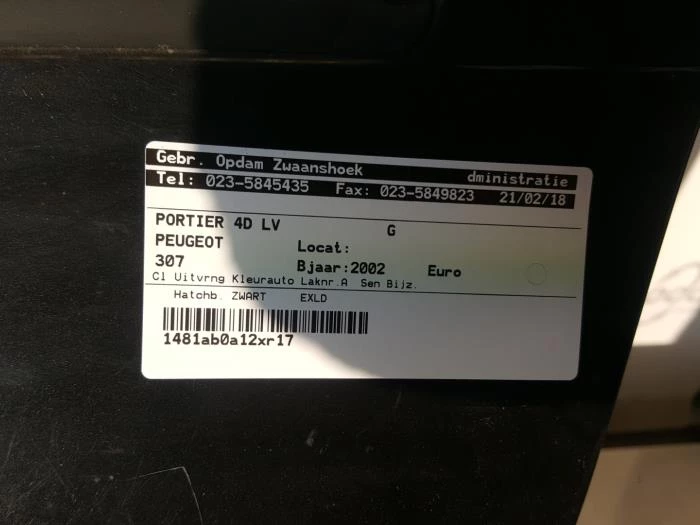 Gebr. Opdam Zwaanshoek dministratie
Tel: 023-5845435 Fax: 023-5849823 21/02/18
PORTIER 4D LV G
PEUGEOT Locat:
307 Bjaar:2002 Euro
Cl Uitvrng Kleurauto Laknr.A Sen Bijz.
Hatchb. ZWART EXLD
1481ab0a12xr17